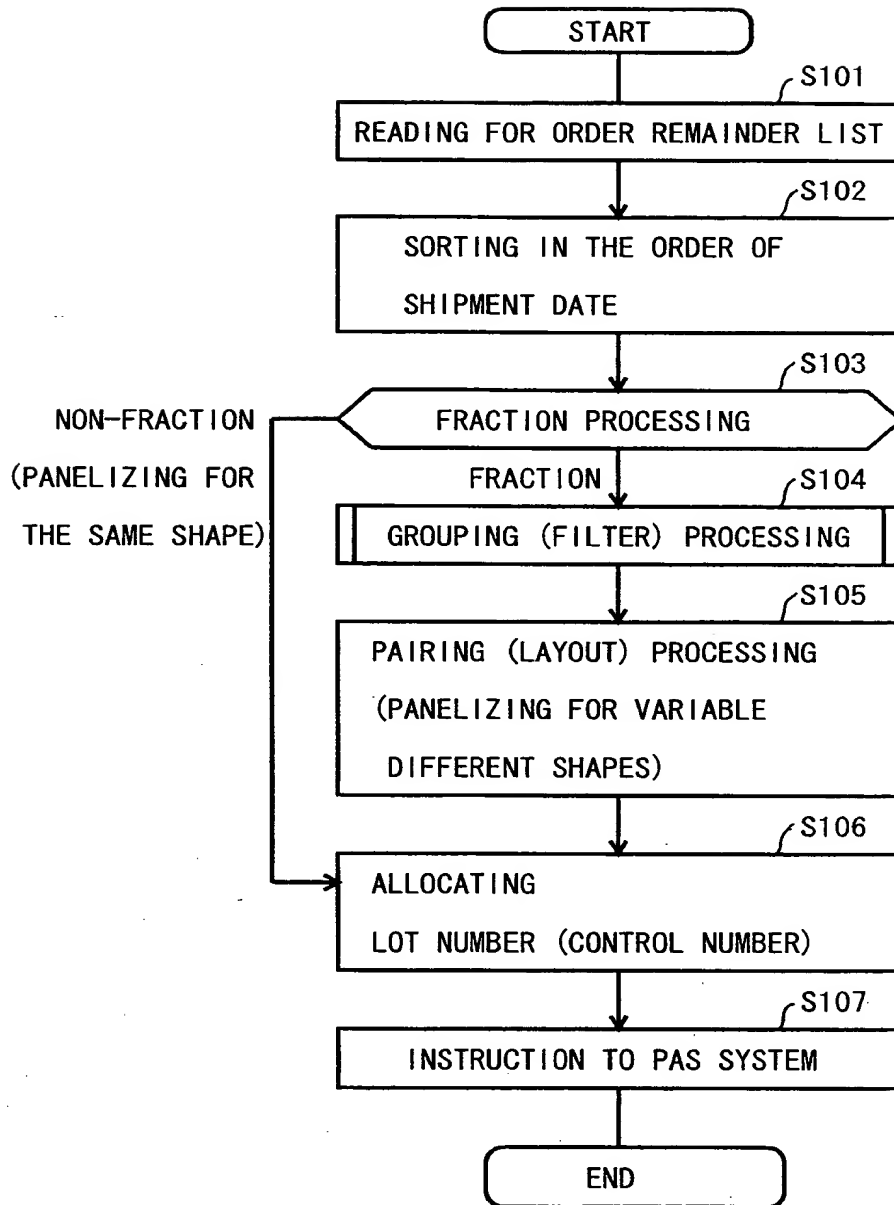 START
S101
READING FOR ORDER REMAINDER LIST
S102
SORTING IN THE ORDER OF
SHIPMENT DATE
S103
FRACTION PROCESSING
NON-FRACTION
(PANELIZING FOR
THE SAME SHAPE)
FRACTION
S104
GROUPING (FILTER) PROCESSING
S105
PAIRING (LAYOUT) PROCESSING
(PANELIZING FOR VARIABLE
DIFFERENT SHAPES)
S106
ALLOCATING
LOT NUMBER (CONTROL NUMBER)
S107
INSTRUCTION TO PAS SYSTEM
END